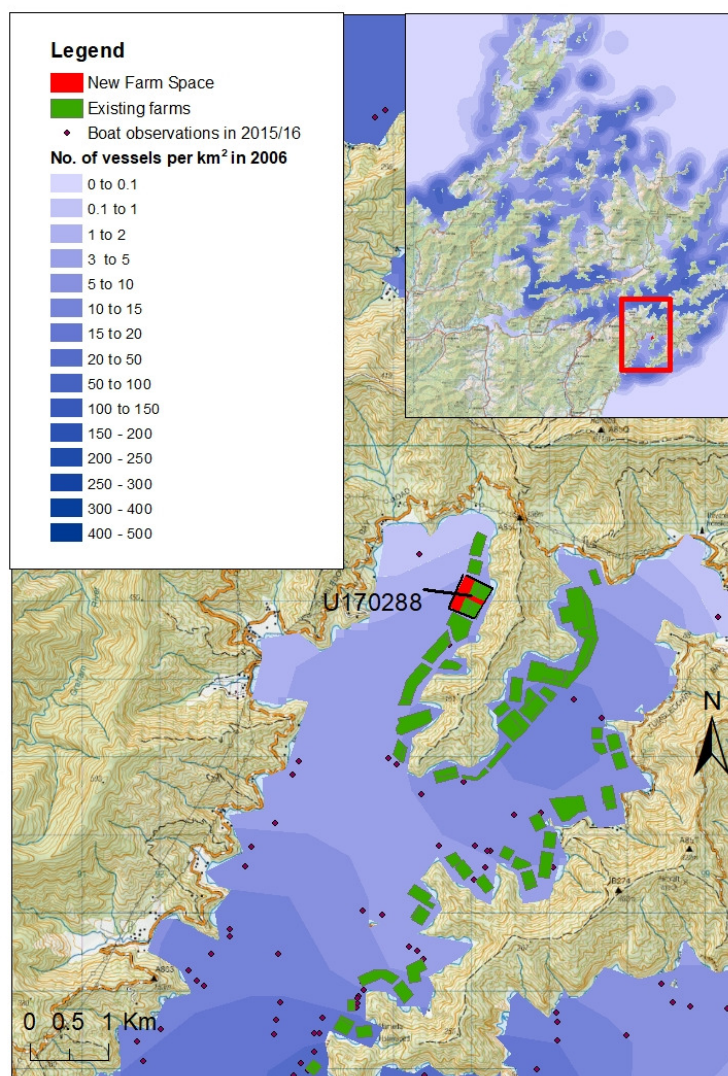 Legend
New Farm Space
Existing farms
Boat observations in 2015/16
No. of vessels per km² in 2006
0 to 0.1
0.1 to 1
1 to 2
3 to 5
5 to 10
10 to 15
15 to 20
20 to 50
50 to 100
100 to 150
150 - 200
200 - 250
250 - 300
300 - 400
400 - 500
U170288
N
0 0.5 1 Km